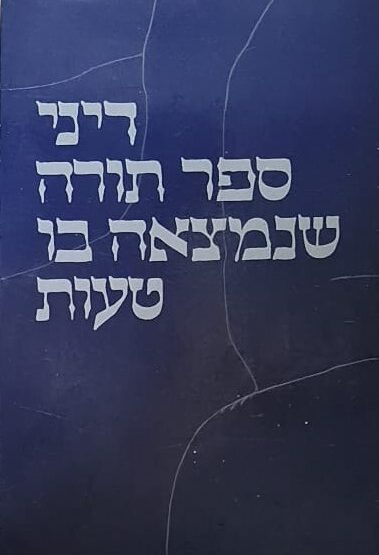 דיני
ספר תורה
שנמצאה בו
טעות